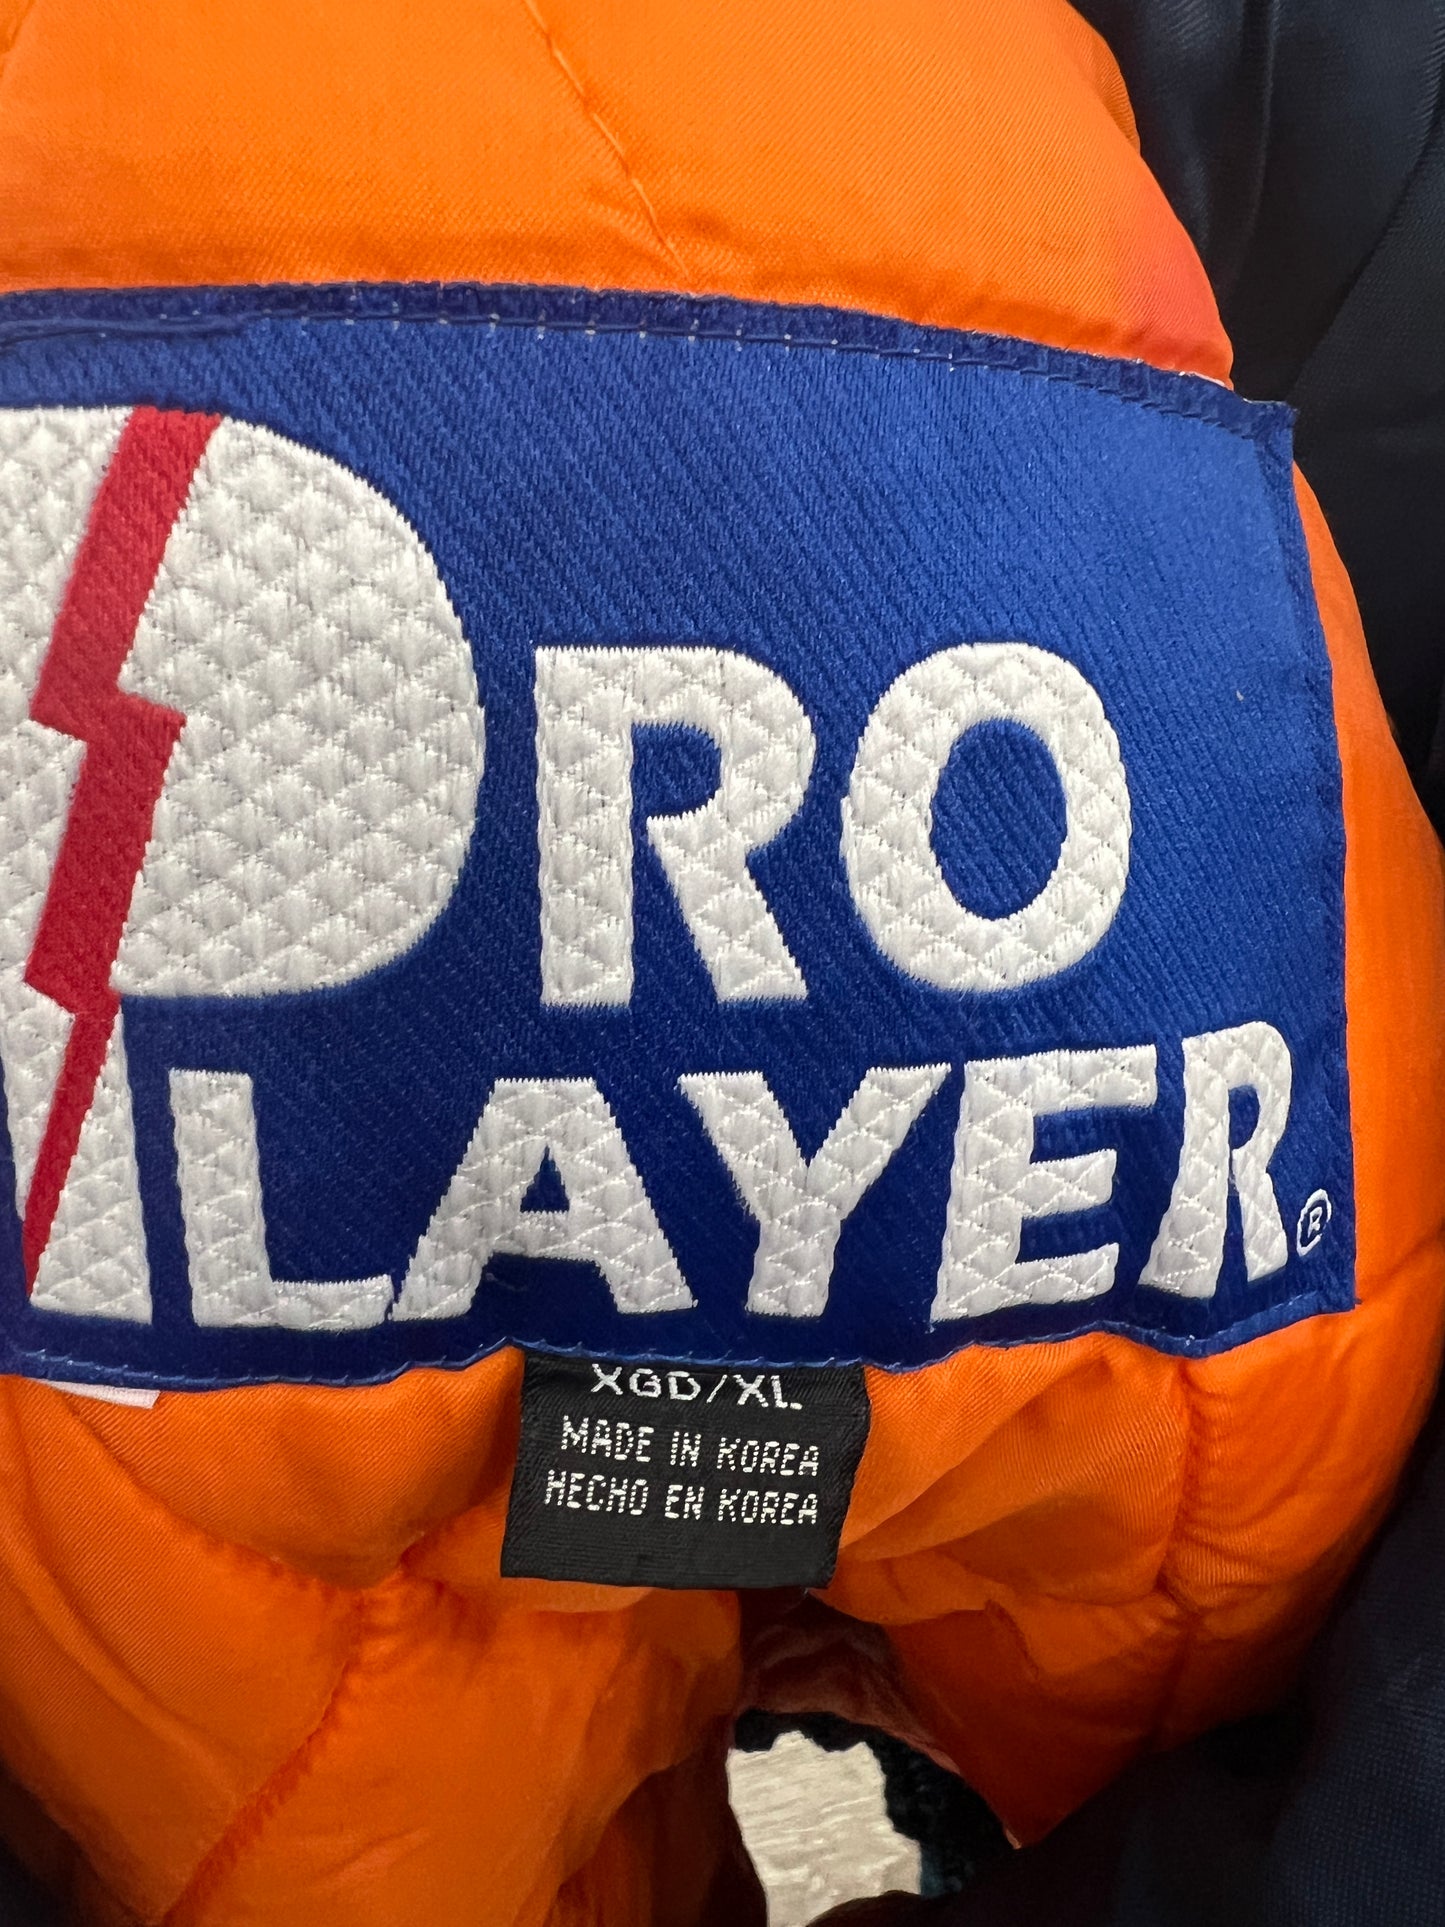 PRO
PLAYER®
XGD/XL
MADE IN KOREA
HECHO EN KOREA